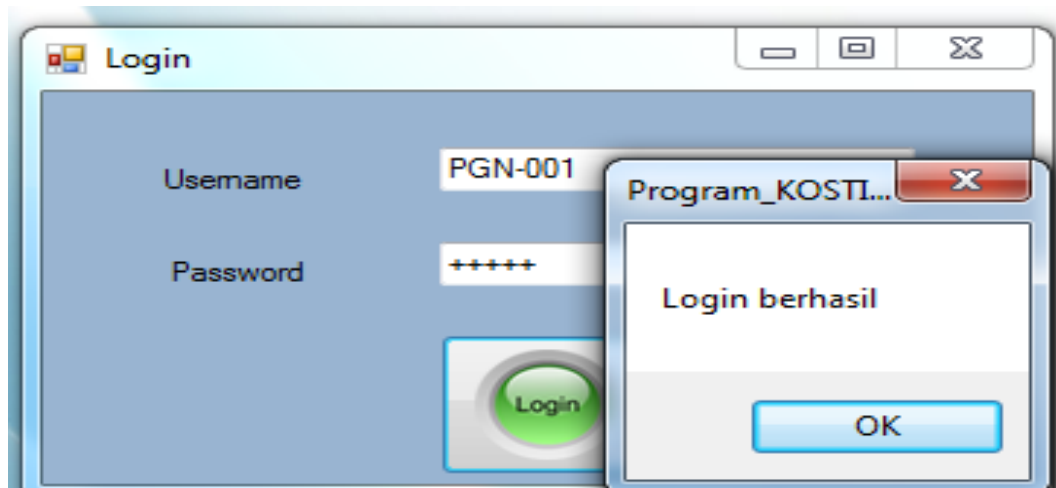 Login
Username
PGN-001
Password
+++++
Login
Program_KOSTI...
Login berhasil
OK